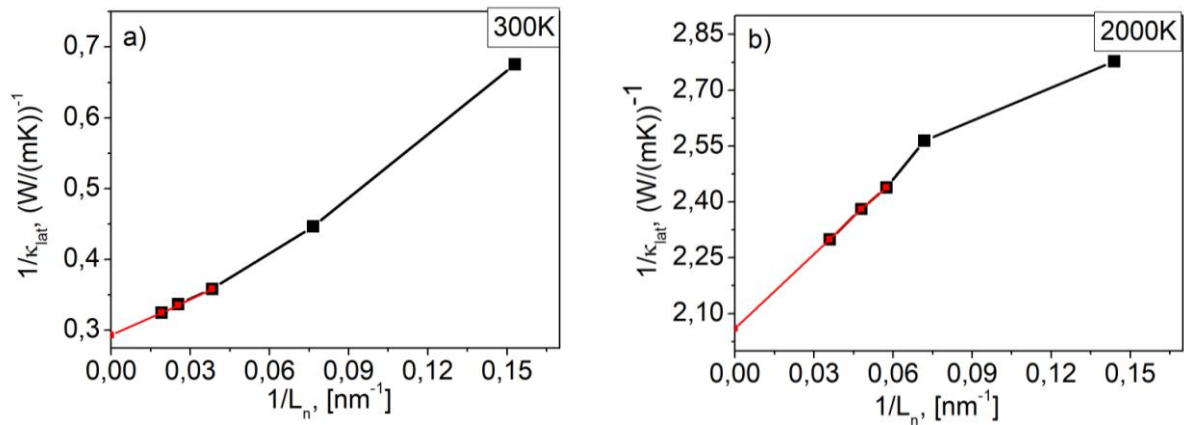 a)
300K
0,7
0,6
0,5
0,4
0,3
1/κlat, (W/(mK))⁻¹
0,00 0,03 0,06 0,09 0,12 0,15
1/Ln, [nm⁻¹]
b)
2000K
2,85
2,70
2,55
2,40
2,25
2,10
1/κlat, (W/(mK))⁻¹
0,00 0,03 0,06 0,09 0,12 0,15
1/Ln, [nm⁻¹]